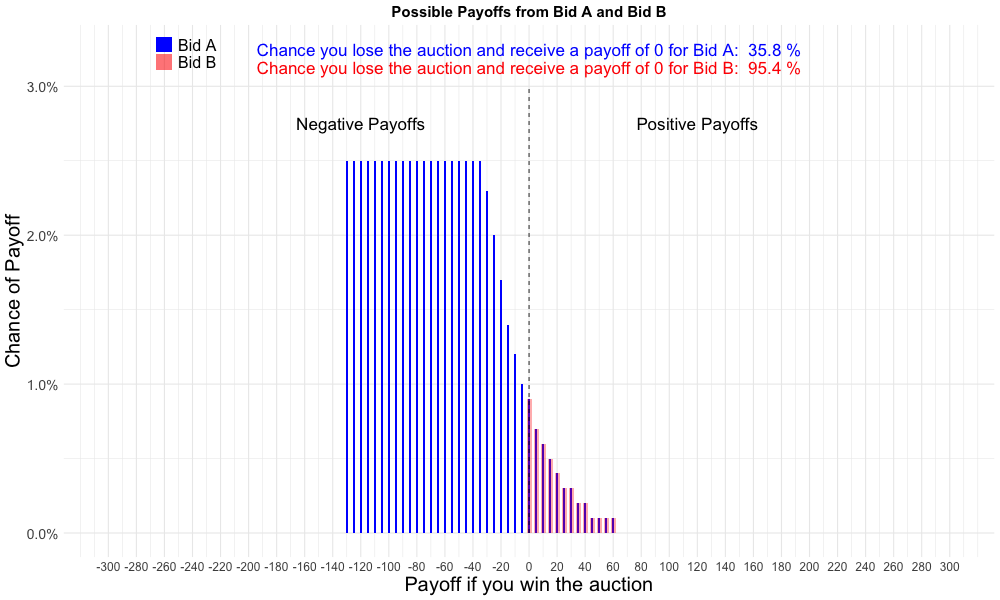 Possible Payoffs from Bid A and Bid B
Bid A
Bid B
Chance you lose the auction and receive a payoff of 0 for Bid A: 35.8 %
Chance you lose the auction and receive a payoff of 0 for Bid B: 95.4 %
Negative Payoffs
Positive Payoffs
Chance of Payoff
3.0%
2.0%
1.0%
0.0%
-300 -280 -260 -240 -220 -200 -180 -160 -140 -120 -100 -80 -60 -40 -20 0 20 40 60 80 100 120 140 160 180 200 220 240 260 280 300
Payoff if you win the auction